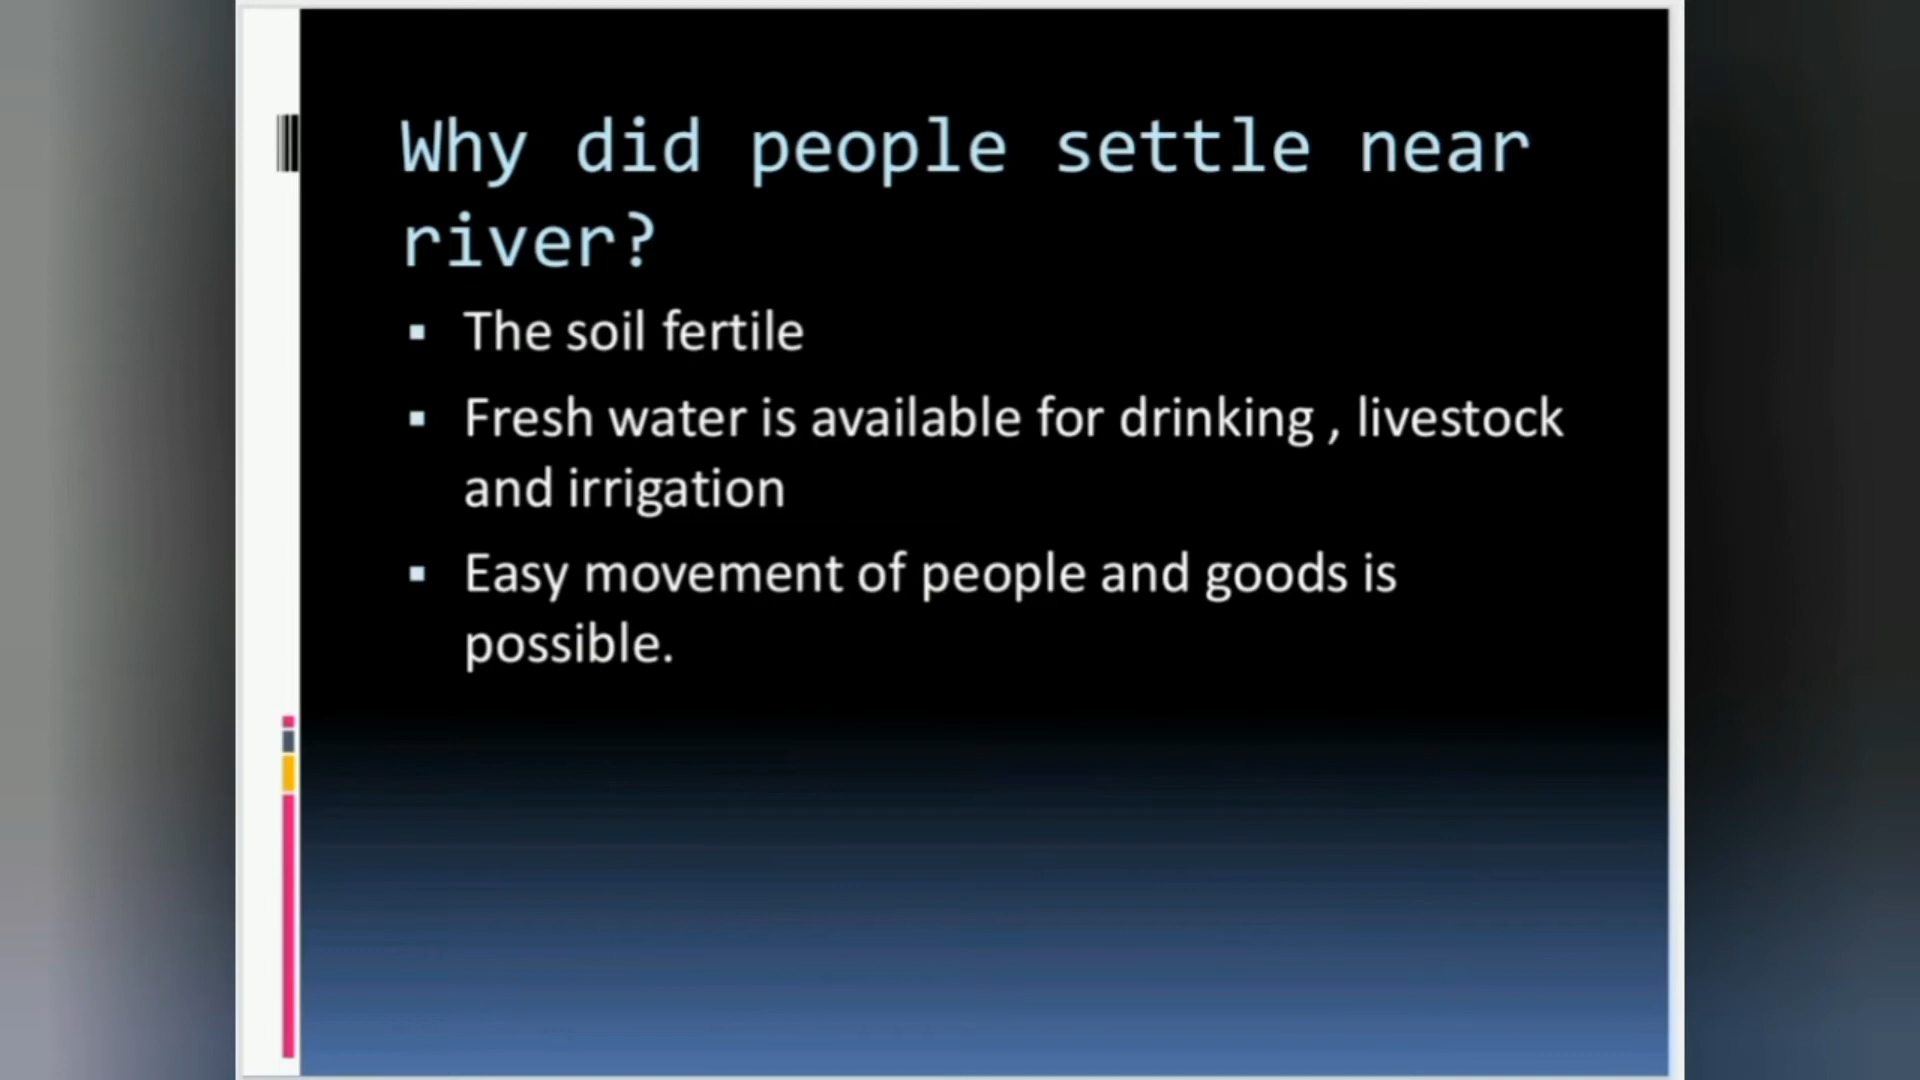 Why did people settle near
river?
▪ The soil fertile
▪ Fresh water is available for drinking , livestock
and irrigation
▪ Easy movement of people and goods is
possible.